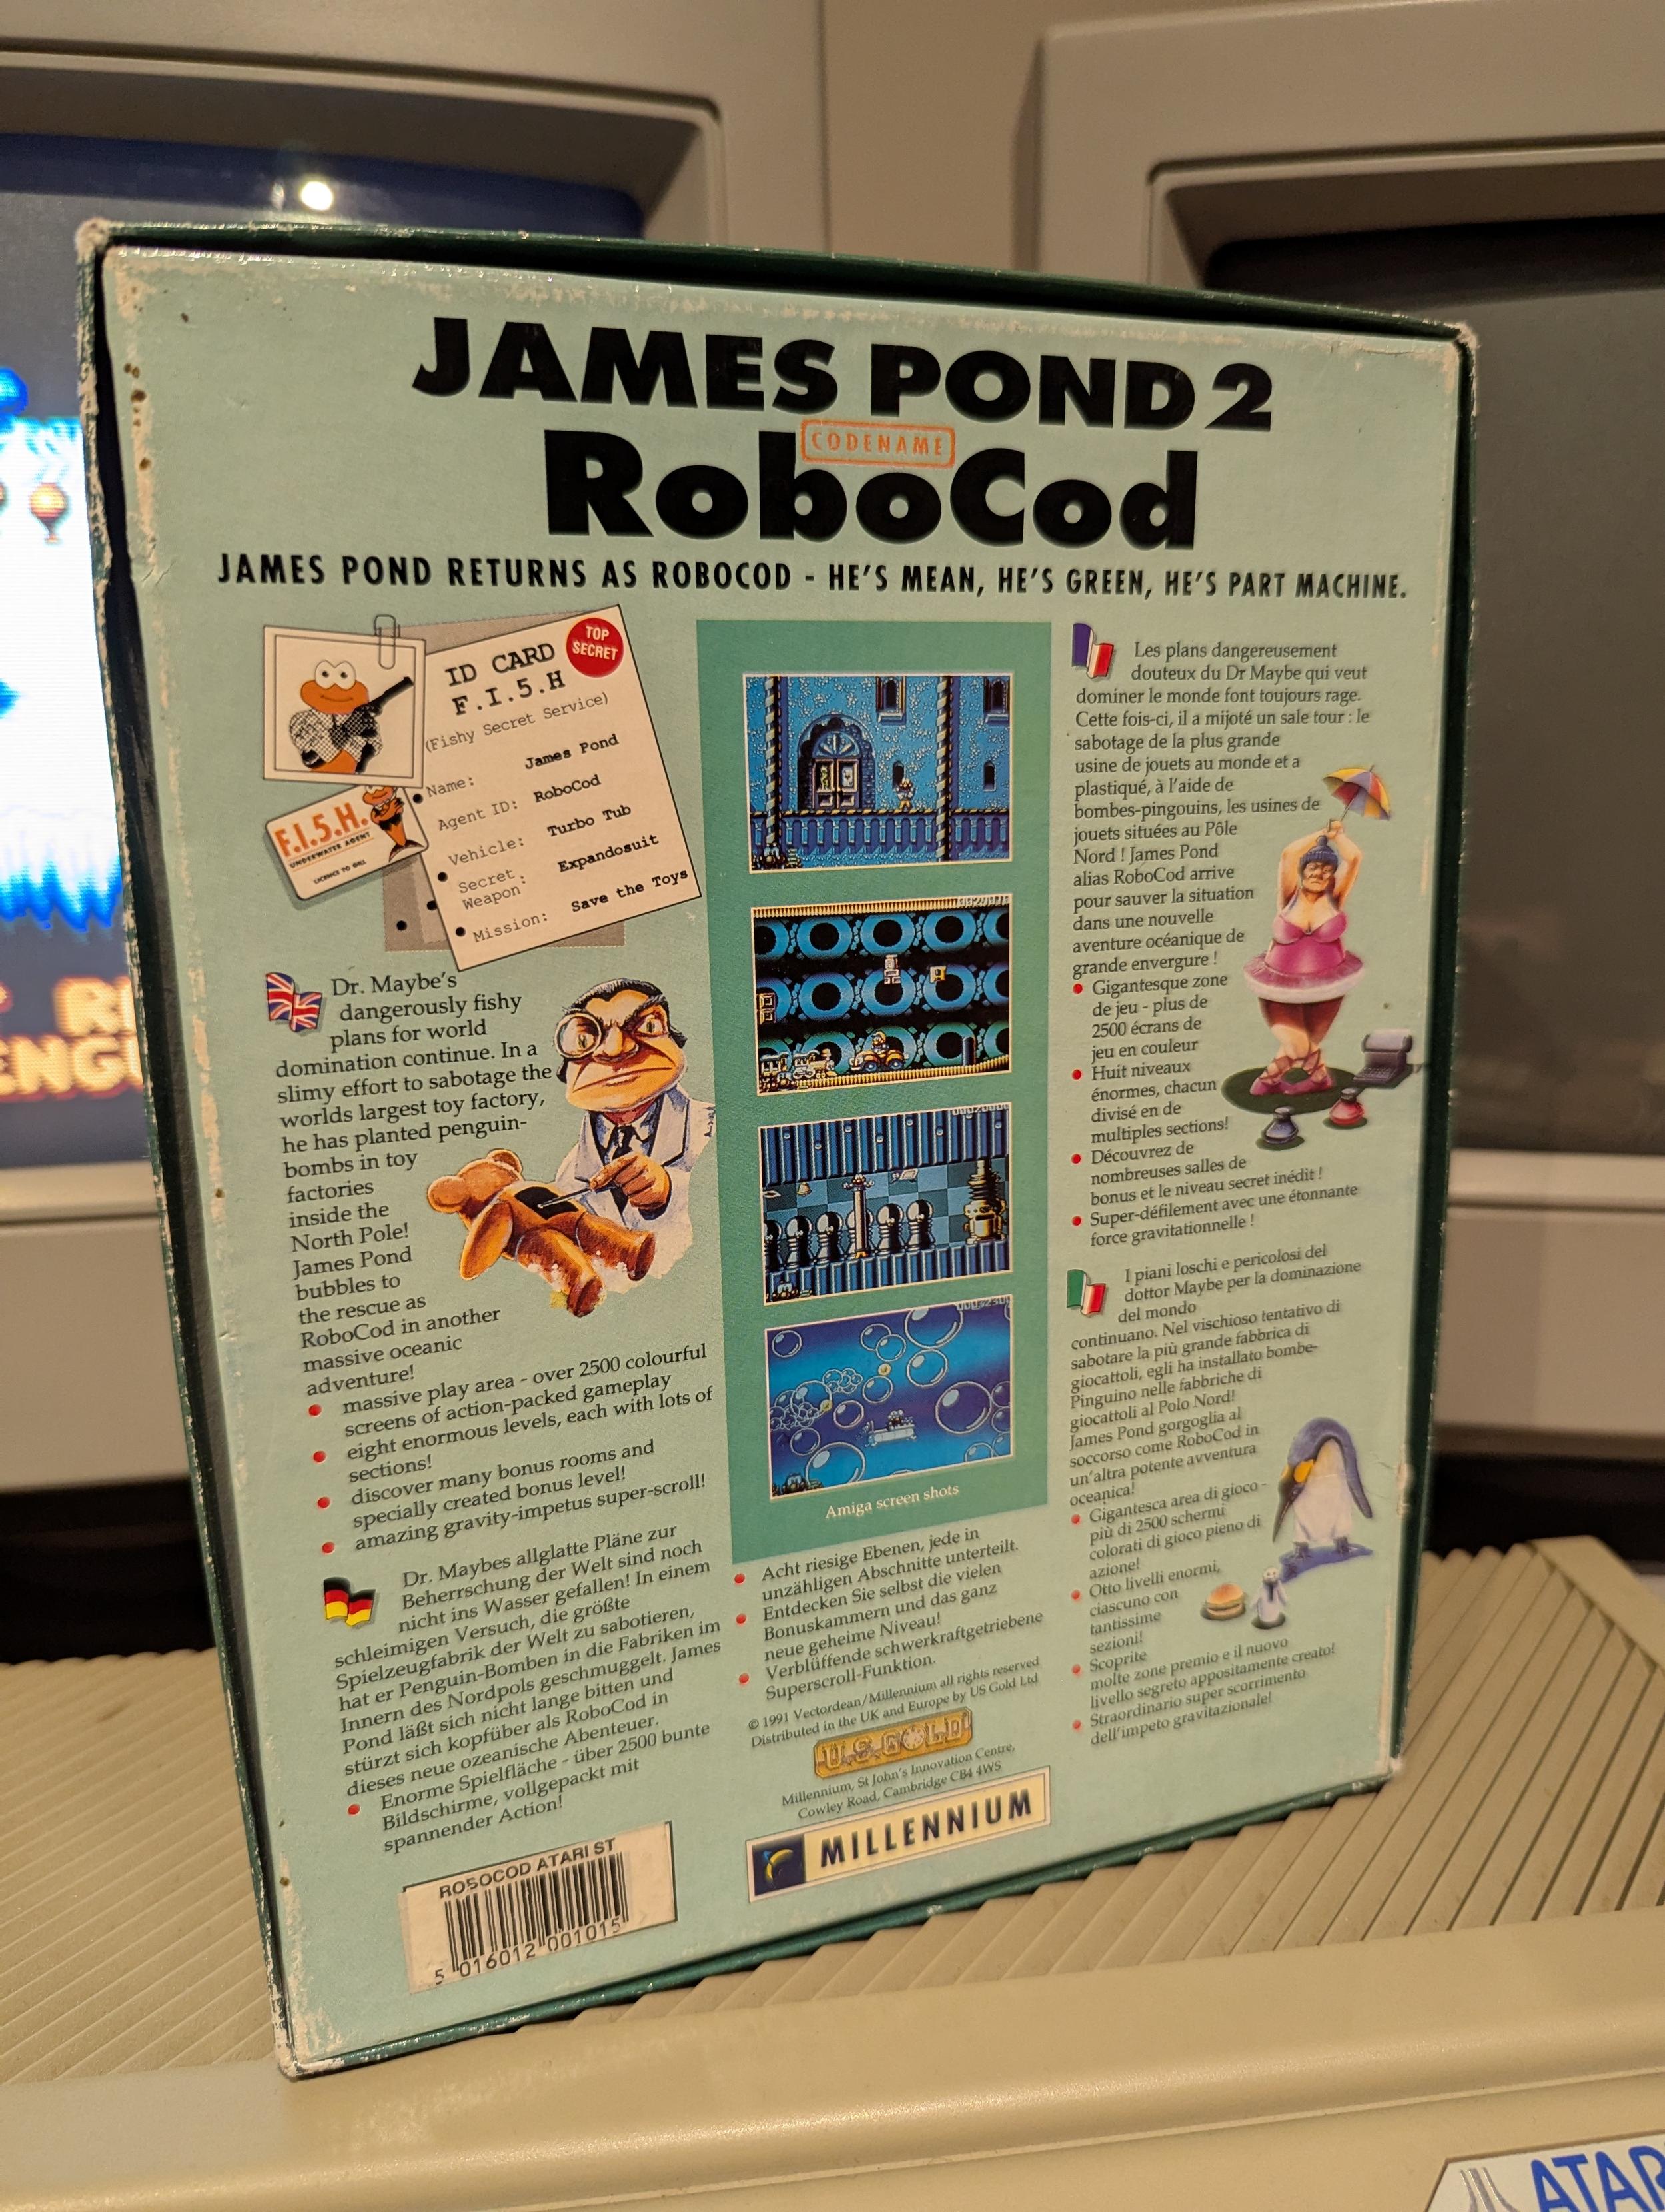 JAMES POND 2
CODENAME
RoboCod
JAMES POND RETURNS AS ROBOCOD - HE'S MEAN, HE'S GREEN, HE'S PART MACHINE.
TOP
SECRET
ID CARD
F.I.5.H
(Fishy Secret Service)
Name: James Pond
Agent ID: RoboCod
Vehicle: Turbo Tub
Secret Weapon: Expandosuit
Mission: Save the Toys
F.I.5.H.
UNDERWATER AGENT
LICENCE TO GILL
Dr. Maybe's
dangerously fishy
plans for world
domination continue. In a
slimy effort to sabotage the
worlds largest toy factory,
he has planted penguin-
bombs in toy
factories
inside the
North Pole!
James Pond
bubbles to
the rescue as
RoboCod in another
massive oceanic
adventure!
massive play area - over 2500 colourful
screens of action-packed gameplay
eight enormous levels, each with lots of
sections!
discover many bonus rooms and
specially created bonus level!
amazing gravity-impetus super-scroll!
Dr. Maybes allglatte Pläne zur
Beherrschung der Welt sind noch
nicht ins Wasser gefallen! In einem
schleimigen Versuch, die größte
Spielzeugfabrik der Welt zu sabotieren,
hat er Penguin-Bomben in die Fabriken im
Innern des Nordpols geschmuggelt. James
Pond läßt sich nicht lange bitten und
stürzt sich kopfüber als RoboCod in
dieses neue ozeanische Abenteuer.
Enorme Spielfläche - über 2500 bunte
Bildschirme, vollgepackt mit
spannender Action!
ROBOCOD ATARI ST
5 016012 001015
Amiga screen shots
Acht riesige Ebenen, jede in
unzähligen Abschnitte unterteilt.
Entdecken Sie selbst die vielen
Bonuskammern und das ganz
neue geheime Niveau!
Verblüffende schwerkraftgetriebene
Superscroll-Funktion.
© 1991 Vectordean/Millennium all rights reserved
Distributed in the UK and Europe by US Gold Ltd
U.S. GOLD!
Millennium, St John's Innovation Centre,
Cowley Road, Cambridge CB4 4WS
MILLENNIUM
Les plans dangereusement
douteux du Dr Maybe qui veut
dominer le monde font toujours rage.
Cette fois-ci, il a mijoté un sale tour : le
sabotage de la plus grande
usine de jouets au monde et a
plastiqué, à l'aide de
bombes-pingouins, les usines de
jouets situées au Pôle
Nord ! James Pond
alias RoboCod arrive
pour sauver la situation
dans une nouvelle
aventure océanique de
grande envergure !
Gigantesque zone
de jeu - plus de
2500 écrans de
jeu en couleur
Huit niveaux
énormes, chacun
divisé en de
multiples sections!
Découvrez de
nombreuses salles de
bonus et le niveau secret inédit !
Super-défilement avec une étonnante
force gravitationnelle !
I piani loschi e pericolosi del
dottor Maybe per la dominazione
del mondo
continuano. Nel vischioso tentativo di
sabotare la più grande fabbrica di
giocattoli, egli ha installato bombe-
Pinguino nelle fabbriche di
giocattoli al Polo Nord!
James Pond gorgoglia al
soccorso come RoboCod in
un'altra potente avventura
oceanica!
Gigantesca area di gioco -
più di 2500 schermi
colorati di gioco pieno di
azione!
Otto livelli enormi,
ciascuno con
tantissime
sezioni!
Scoprite
molte zone premio e il nuovo
livello segreto appositamente creato!
Straordinario super scorrimento
dell'impeto gravitazionale!
ATAR